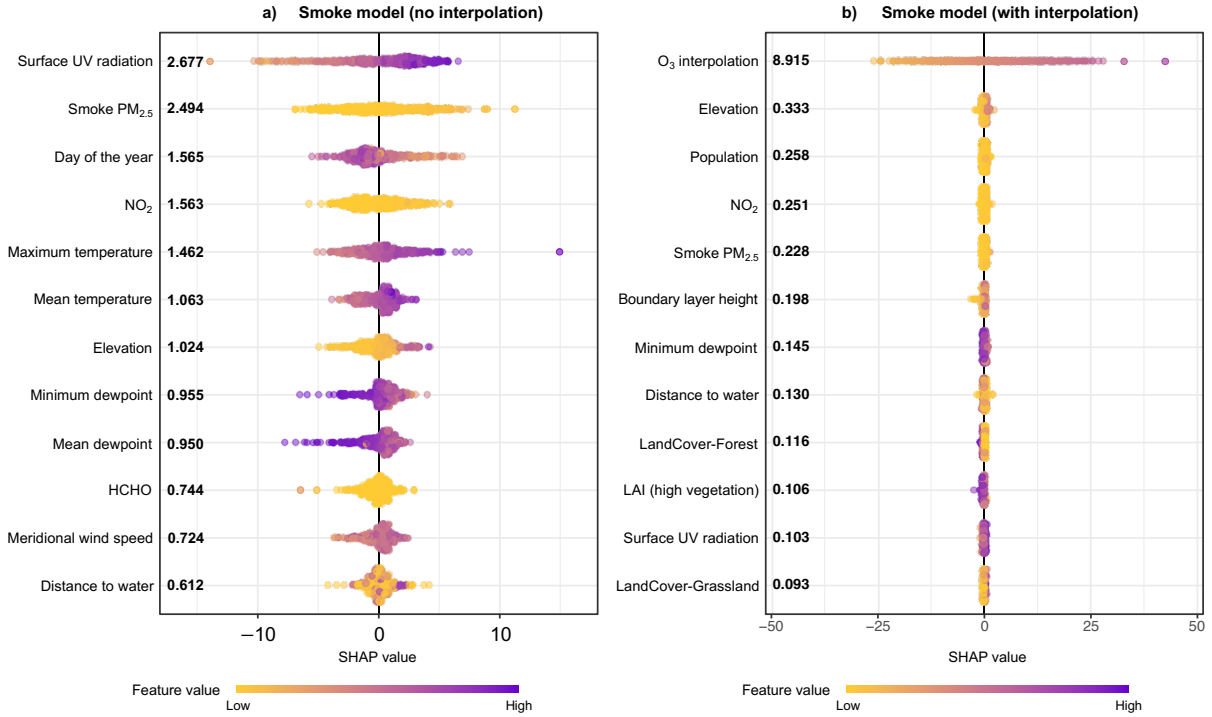 a) Smoke model (no interpolation)
Surface UV radiation 2.677
Smoke PM2.5 2.494
Day of the year 1.565
NO2 1.563
Maximum temperature 1.462
Mean temperature 1.063
Elevation 1.024
Minimum dewpoint 0.955
Mean dewpoint 0.950
HCHO 0.744
Meridional wind speed 0.724
Distance to water 0.612
−10 0 10
SHAP value
Feature value
Low High
b) Smoke model (with interpolation)
O3 interpolation 8.915
Elevation 0.333
Population 0.258
NO2 0.251
Smoke PM2.5 0.228
Boundary layer height 0.198
Minimum dewpoint 0.145
Distance to water 0.130
LandCover-Forest 0.116
LAI (high vegetation) 0.106
Surface UV radiation 0.103
LandCover-Grassland 0.093
−50 −25 0 25 50
SHAP value
Feature value
Low High